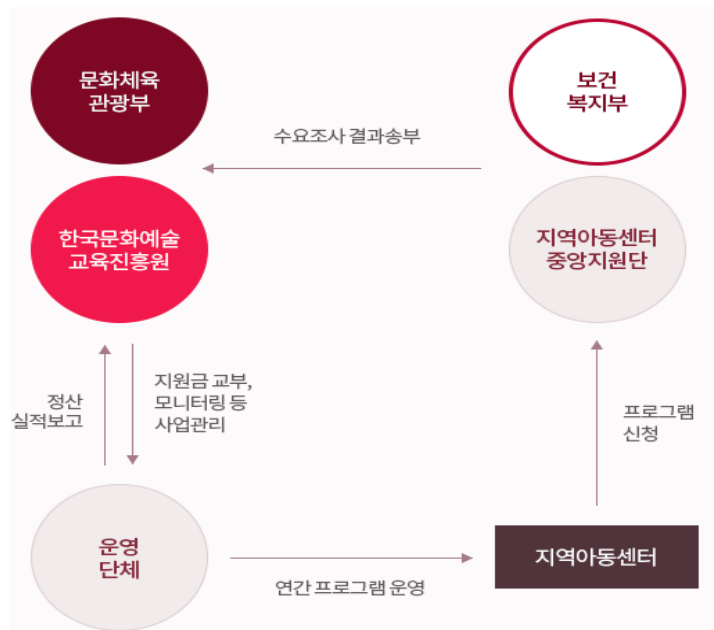 문화체육
관광부
보건
복지부
수요조사 결과송부
한국문화예술
교육진흥원
지역아동센터
중앙지원단
정산
실적보고
지원금 교부,
모니터링 등
사업관리
프로그램
신청
운영
단체
연간 프로그램 운영
지역아동센터